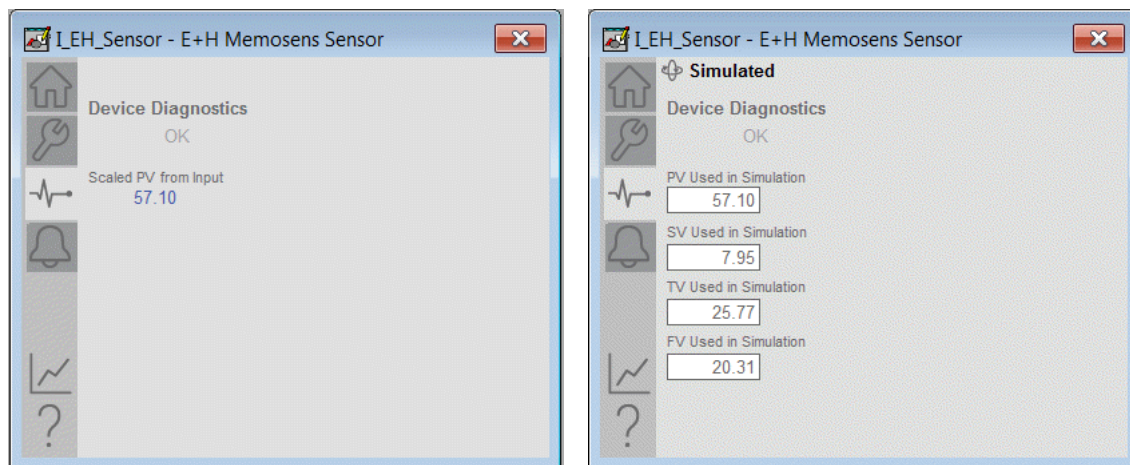 I_EH_Sensor - E+H Memosens Sensor
Device Diagnostics
OK
Scaled PV from Input
57.10
?
I_EH_Sensor - E+H Memosens Sensor
Simulated
Device Diagnostics
OK
PV Used in Simulation
57.10
SV Used in Simulation
7.95
TV Used in Simulation
25.77
FV Used in Simulation
20.31
?